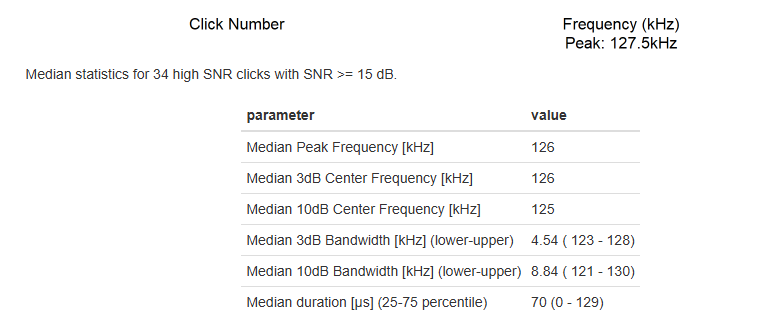 Click Number
Frequency (kHz)
Peak: 127.5kHz
Median statistics for 34 high SNR clicks with SNR >= 15 dB.
parameter value
Median Peak Frequency [kHz] 126
Median 3dB Center Frequency [kHz] 126
Median 10dB Center Frequency [kHz] 125
Median 3dB Bandwidth [kHz] (lower-upper) 4.54 ( 123 - 128)
Median 10dB Bandwidth [kHz] (lower-upper) 8.84 ( 121 - 130)
Median duration [µs] (25-75 percentile) 70 (0 - 129)